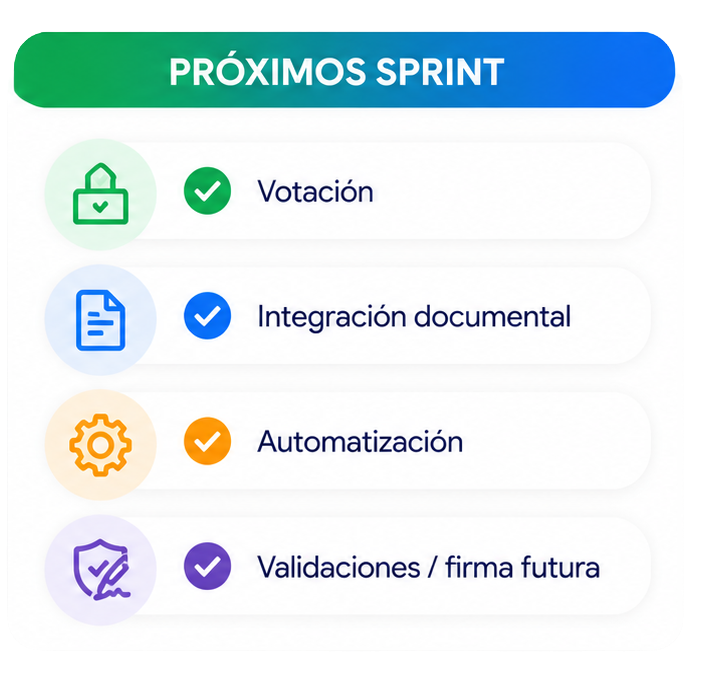 PRÓXIMOS SPRINT
Votación
Integración documental
Automatización
Validaciones / firma futura